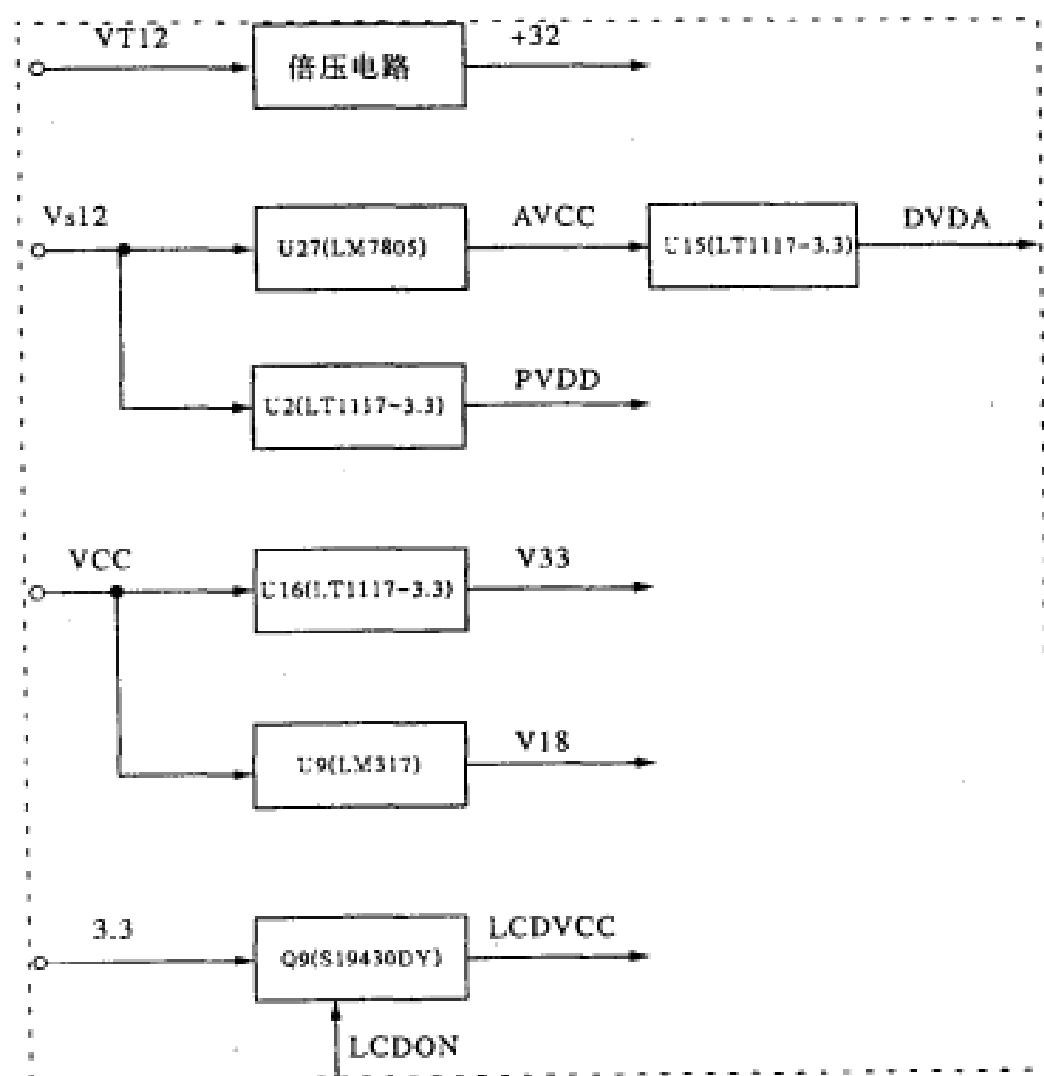 VT12
倍压电路
+32
Vs12
U27(LM7805)
AVCC
U15(LT1117-3.3)
DVDA
U2(LT1117-3.3)
PVDD
VCC
U16(LT1117-3.3)
V33
U9(LM317)
V18
3.3
Q9(S19430DY)
LCDVCC
LCDON